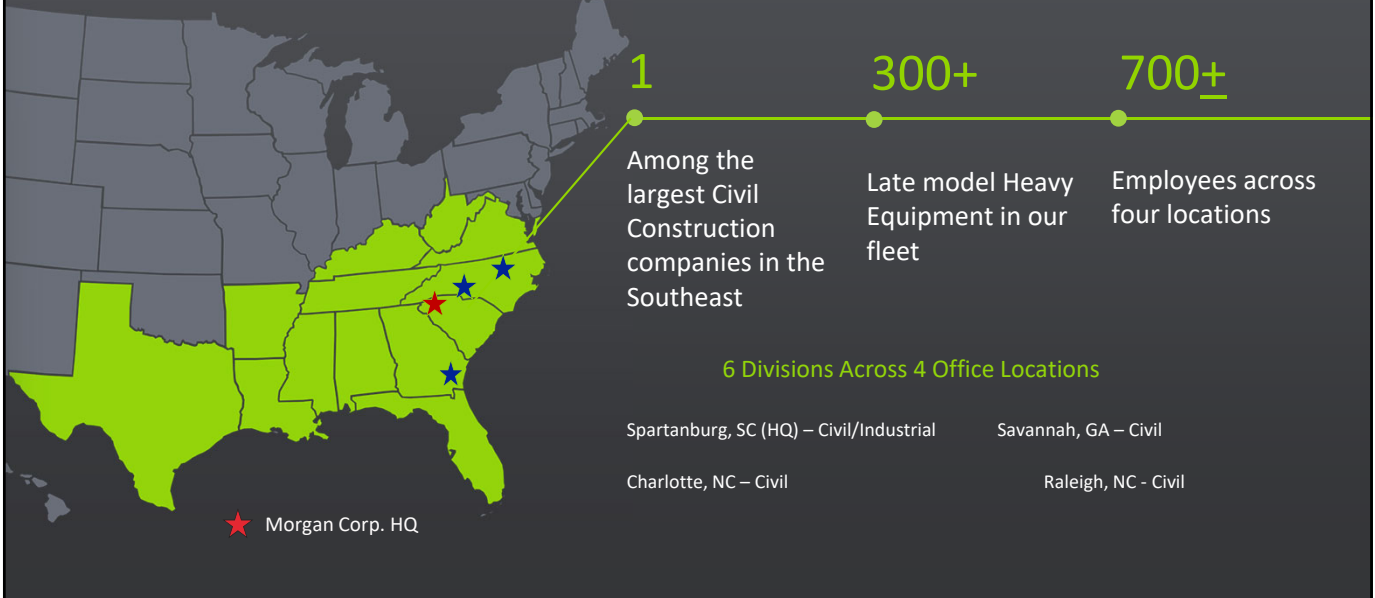 1
300+
700±
Among the
largest Civil
Construction
companies in the
Southeast
Late model Heavy
Equipment in our
fleet
Employees across
four locations
6 Divisions Across 4 Office Locations
Spartanburg, SC (HQ) – Civil/Industrial
Savannah, GA – Civil
Charlotte, NC – Civil
Raleigh, NC - Civil
Morgan Corp. HQ